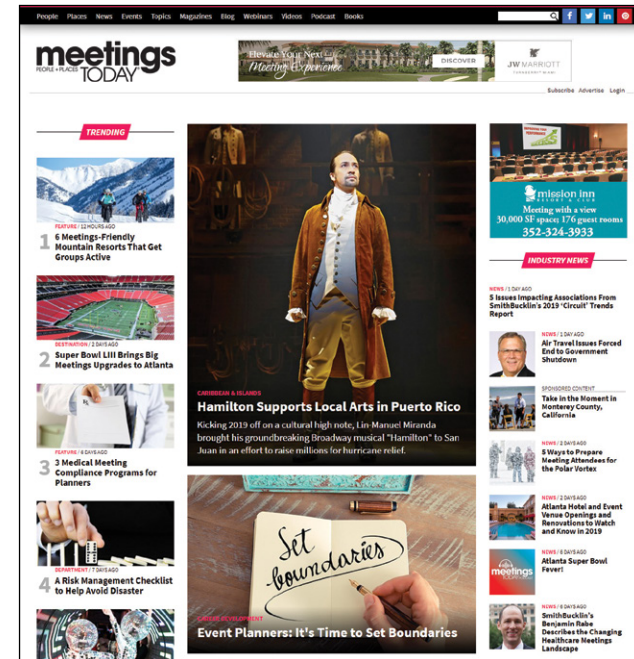 People Places News Events Topics Magazines Blog Webinars Videos Podcast Books
meetings
PEOPLE + PLACES TODAY
Elevate Your Next
Meeting Experience
DISCOVER
JW MARRIOTT
Subscribe Advertise Login
TRENDING
FEATURE / 12 HOURS AGO
1 6 Meetings-Friendly
Mountain Resorts That Get
Groups Active
DESTINATION / 2 DAYS AGO
2 Super Bowl LIII Brings Big
Meetings Upgrades to Atlanta
FEATURE / 6 DAYS AGO
3 3 Medical Meeting
Compliance Programs for
Planners
DEPARTMENT / 7 DAYS AGO
4 A Risk Management Checklist
to Help Avoid Disaster
CARIBBEAN & ISLANDS
Hamilton Supports Local Arts in Puerto Rico
Kicking 2019 off on a cultural high note, Lin-Manuel Miranda
brought his groundbreaking Broadway musical "Hamilton" to San
Juan in an effort to raise millions for hurricane relief.
Set
boundaries
CAREER DEVELOPMENT
Event Planners: It's Time to Set Boundaries
mission inn
RESORT & CLUB
Meeting with a view
30,000 SF space; 176 guest rooms
352-324-3933
INDUSTRY NEWS
NEWS / 1 DAY AGO
5 Issues Impacting Associations From
SmithBucklin's 2019 'Circuit' Trends
Report
NEWS / 1 DAY AGO
Air Travel Issues Forced
End to Government
Shutdown
SPONSORED CONTENT
Take in the Moment in
Monterey County,
California
NEWS / 2 DAYS AGO
5 Ways to Prepare
Meeting Attendees for
the Polar Vortex
NEWS / 2 DAYS AGO
Atlanta Hotel and Event
Venue Openings and
Renovations to Watch
and Know in 2019
meetings
NEWS / 6 DAYS AGO
Atlanta Super Bowl
Fever!
NEWS / 6 DAYS AGO
SmithBucklin's
Benjamin Rabe
Describes the Changing
Healthcare Meetings
Landscape